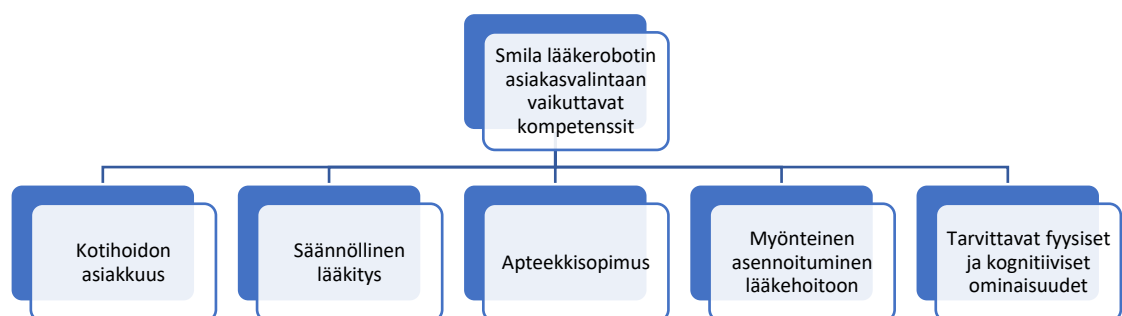 Smila lääkerobotin
asiakasvalintaan
vaikuttavat
kompetenssit
Kotihoidon
asiakkuus
Säännöllinen
lääkitys
Apteekkisopimus
Myönteinen
asennoituminen
lääkehoitoon
Tarvittavat fyysiset
ja kognitiiviset
ominaisuudet